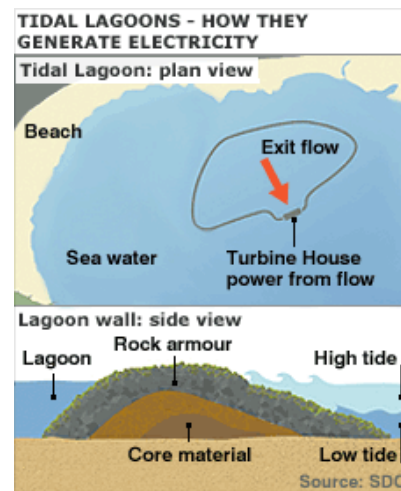 TIDAL LAGOONS - HOW THEY
GENERATE ELECTRICITY
Tidal Lagoon: plan view
Beach
Exit flow
Sea water
Turbine House
power from flow
Lagoon wall: side view
Rock armour
Lagoon
High tide
Core material
Low tide
Source: SDC